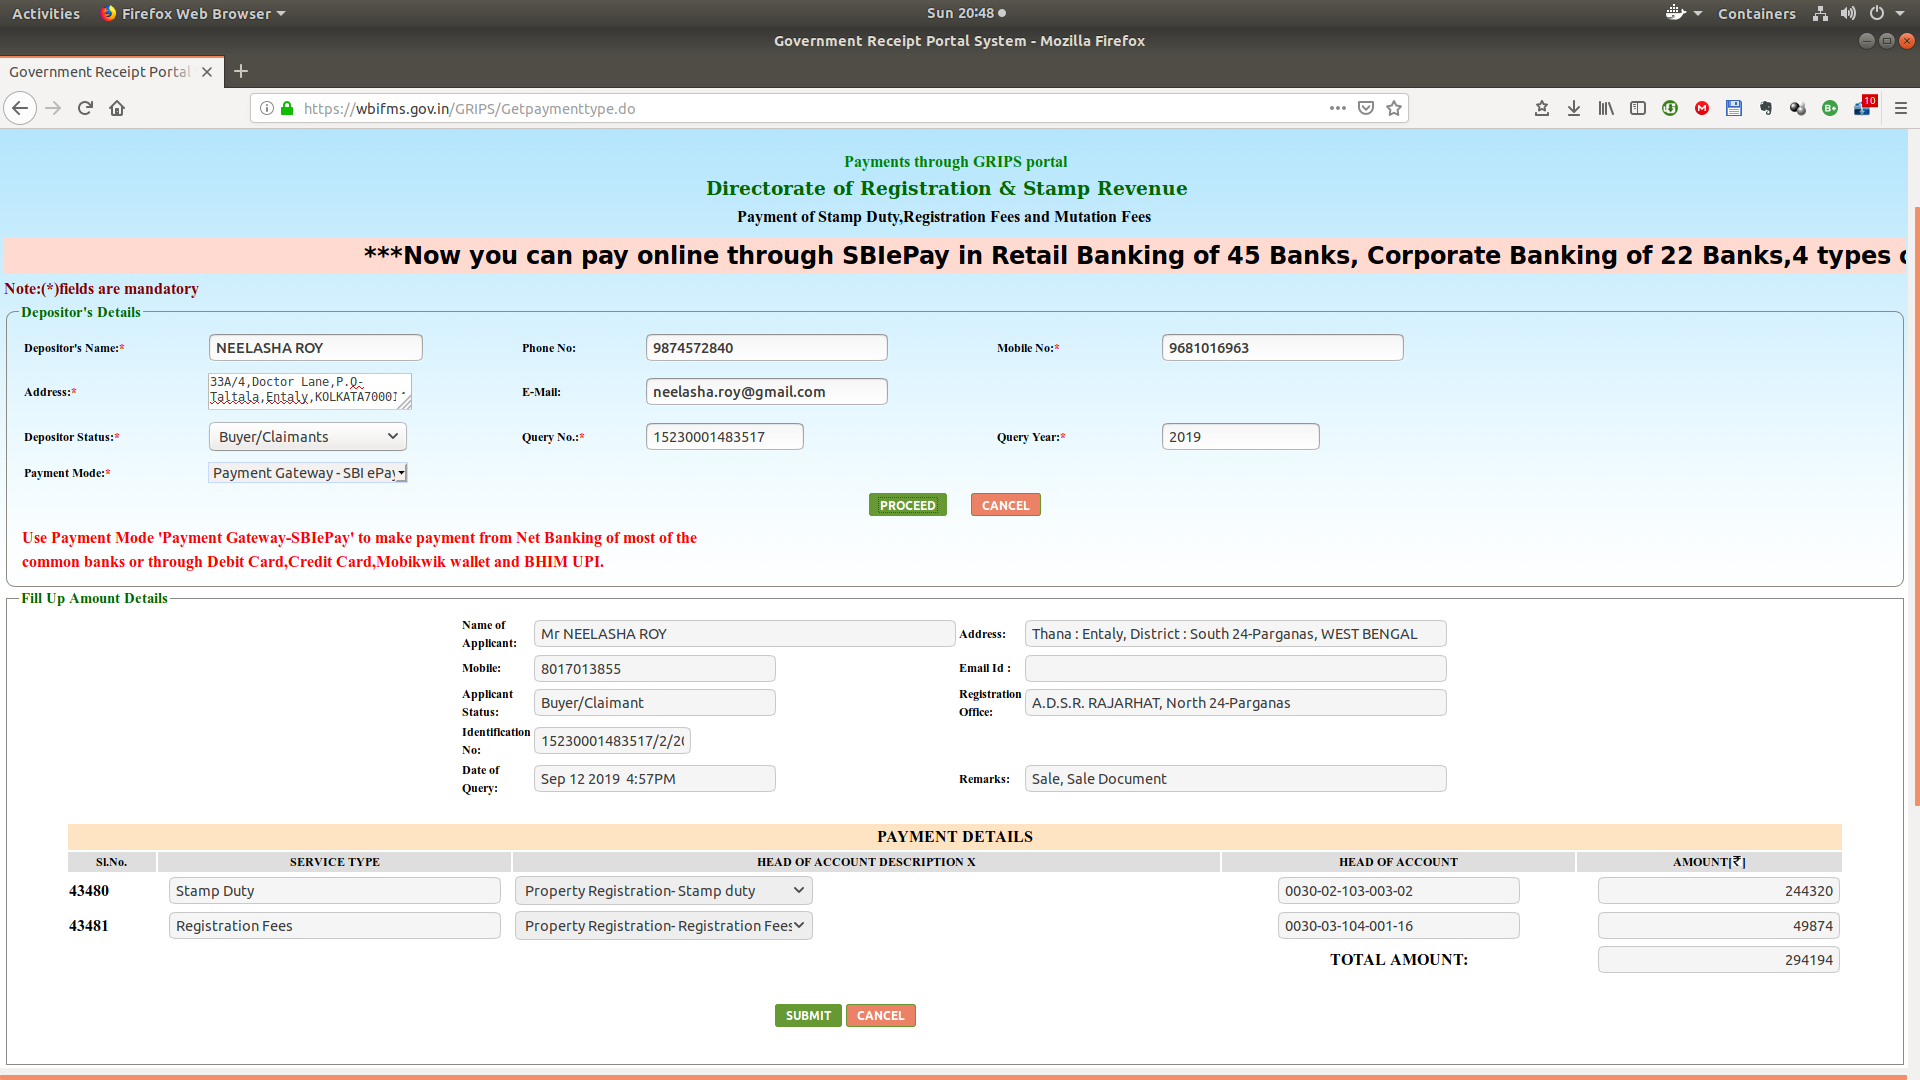 Activities Firefox Web Browser Sun 20:48 Containers
Government Receipt Portal System - Mozilla Firefox
Government Receipt Portal
https://wbifms.gov.in/GRIPS/Getpaymenttype.do 10
Payments through GRIPS portal
Directorate of Registration & Stamp Revenue
Payment of Stamp Duty,Registration Fees and Mutation Fees
***Now you can pay online through SBIePay in Retail Banking of 45 Banks, Corporate Banking of 22 Banks,4 types
Note:(*)fields are mandatory
Depositor's Details
Depositor's Name:* NEELASHA ROY Phone No: 9874572840 Mobile No:* 9681016963
Address:* 33A/4,Doctor Lane,P.O-
Taltala,Entaly,KOLKATA70001
E-Mail: neelasha.roy@gmail.com
Depositor Status:* Buyer/Claimants Query No.:* 15230001483517 Query Year:* 2019
Payment Mode:* Payment Gateway - SBI ePay
PROCEED CANCEL
Use Payment Mode 'Payment Gateway-SBIePay' to make payment from Net Banking of most of the
common banks or through Debit Card,Credit Card,Mobikwik wallet and BHIM UPI.
Fill Up Amount Details
Name of
Applicant: Mr NEELASHA ROY Address: Thana : Entaly, District : South 24-Parganas, WEST BENGAL
Mobile: 8017013855 Email Id :
Applicant
Status: Buyer/Claimant Registration
Office: A.D.S.R. RAJARHAT, North 24-Parganas
Identification
No: 15230001483517/2/20
Date of
Query: Sep 12 2019 4:57PM Remarks: Sale, Sale Document
PAYMENT DETAILS
Sl.No. SERVICE TYPE HEAD OF ACCOUNT DESCRIPTION X HEAD OF ACCOUNT AMOUNT[₹]
43480 Stamp Duty Property Registration- Stamp duty 0030-02-103-003-02 244320
43481 Registration Fees Property Registration- Registration Fees 0030-03-104-001-16 49874
TOTAL AMOUNT: 294194
SUBMIT CANCEL